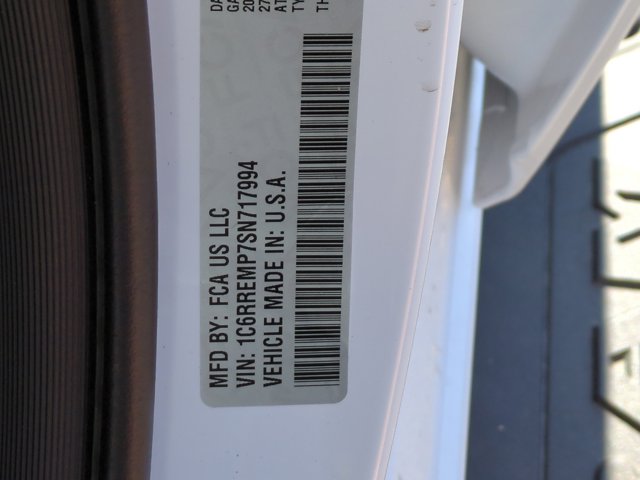 MFD BY: FCA US LLC
VIN: 1C6RREMP7SN717994
VEHICLE MADE IN: U.S.A.